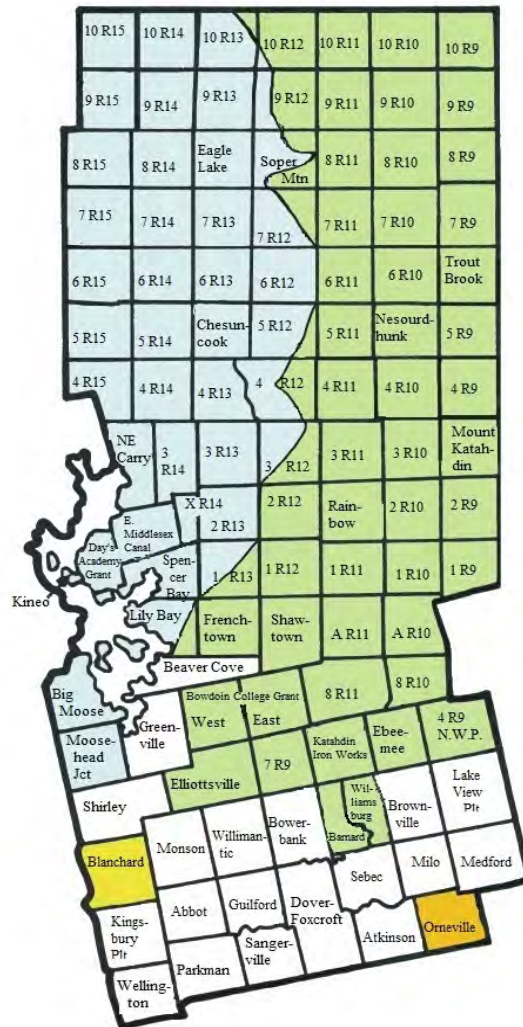 10 R15 10 R14 10 R13 10 R12 10 R11 10 R10 10 R9
9 R15 9 R14 9 R13 9 R12 9 R11 9 R10 9 R9
8 R15 8 R14 Eagle Soper 8 R11 8 R10 8 R9
Lake Mtn
7 R15 7 R14 7 R13 7 R12 7 R11 7 R10 7 R9
6 R15 6 R14 6 R13 6 R12 6 R11 6 R10 Trout
Brook
5 R15 5 R14 Chesun- 5 R12 5 R11 Nesourd- 5 R9
cook hunk
4 R15 4 R14 4 R13 4 R12 4 R11 4 R10 4 R9
NE 3 3 R13 3 R12 3 R11 3 R10 Mount
Carry R14 Katah-
din
X R14 2 R13 2 R12 Rain- 2 R10 2 R9
bow
E.
Middlesex
Canal
Day's
Academy
Grant
Spen-
cer
Bay
1 R13 1 R12 1 R11 1 R10 1 R9
Kineo
Lily Bay French- Shaw- A R11 A R10
town town
Beaver Cove
Big
Moose
Green-
ville
Bowdoin College Grant
West East
8 R11 8 R10
Moose-
head
Jct
Elliottsville 7 R9 Katahdin
Iron Works
Ebee-
mee
4 R9
N.W.P.
Shirley
Wil-
liams
burg
Barnard
Brown-
ville
Lake
View
Plt
Blanchard Monson Williman-
tic
Bower-
bank
Sebec Milo Medford
Kings-
bury
Plt
Abbot Guilford Dover-
Foxcroft
Atkinson Orneville
Welling-
ton
Parkman Sanger-
ville